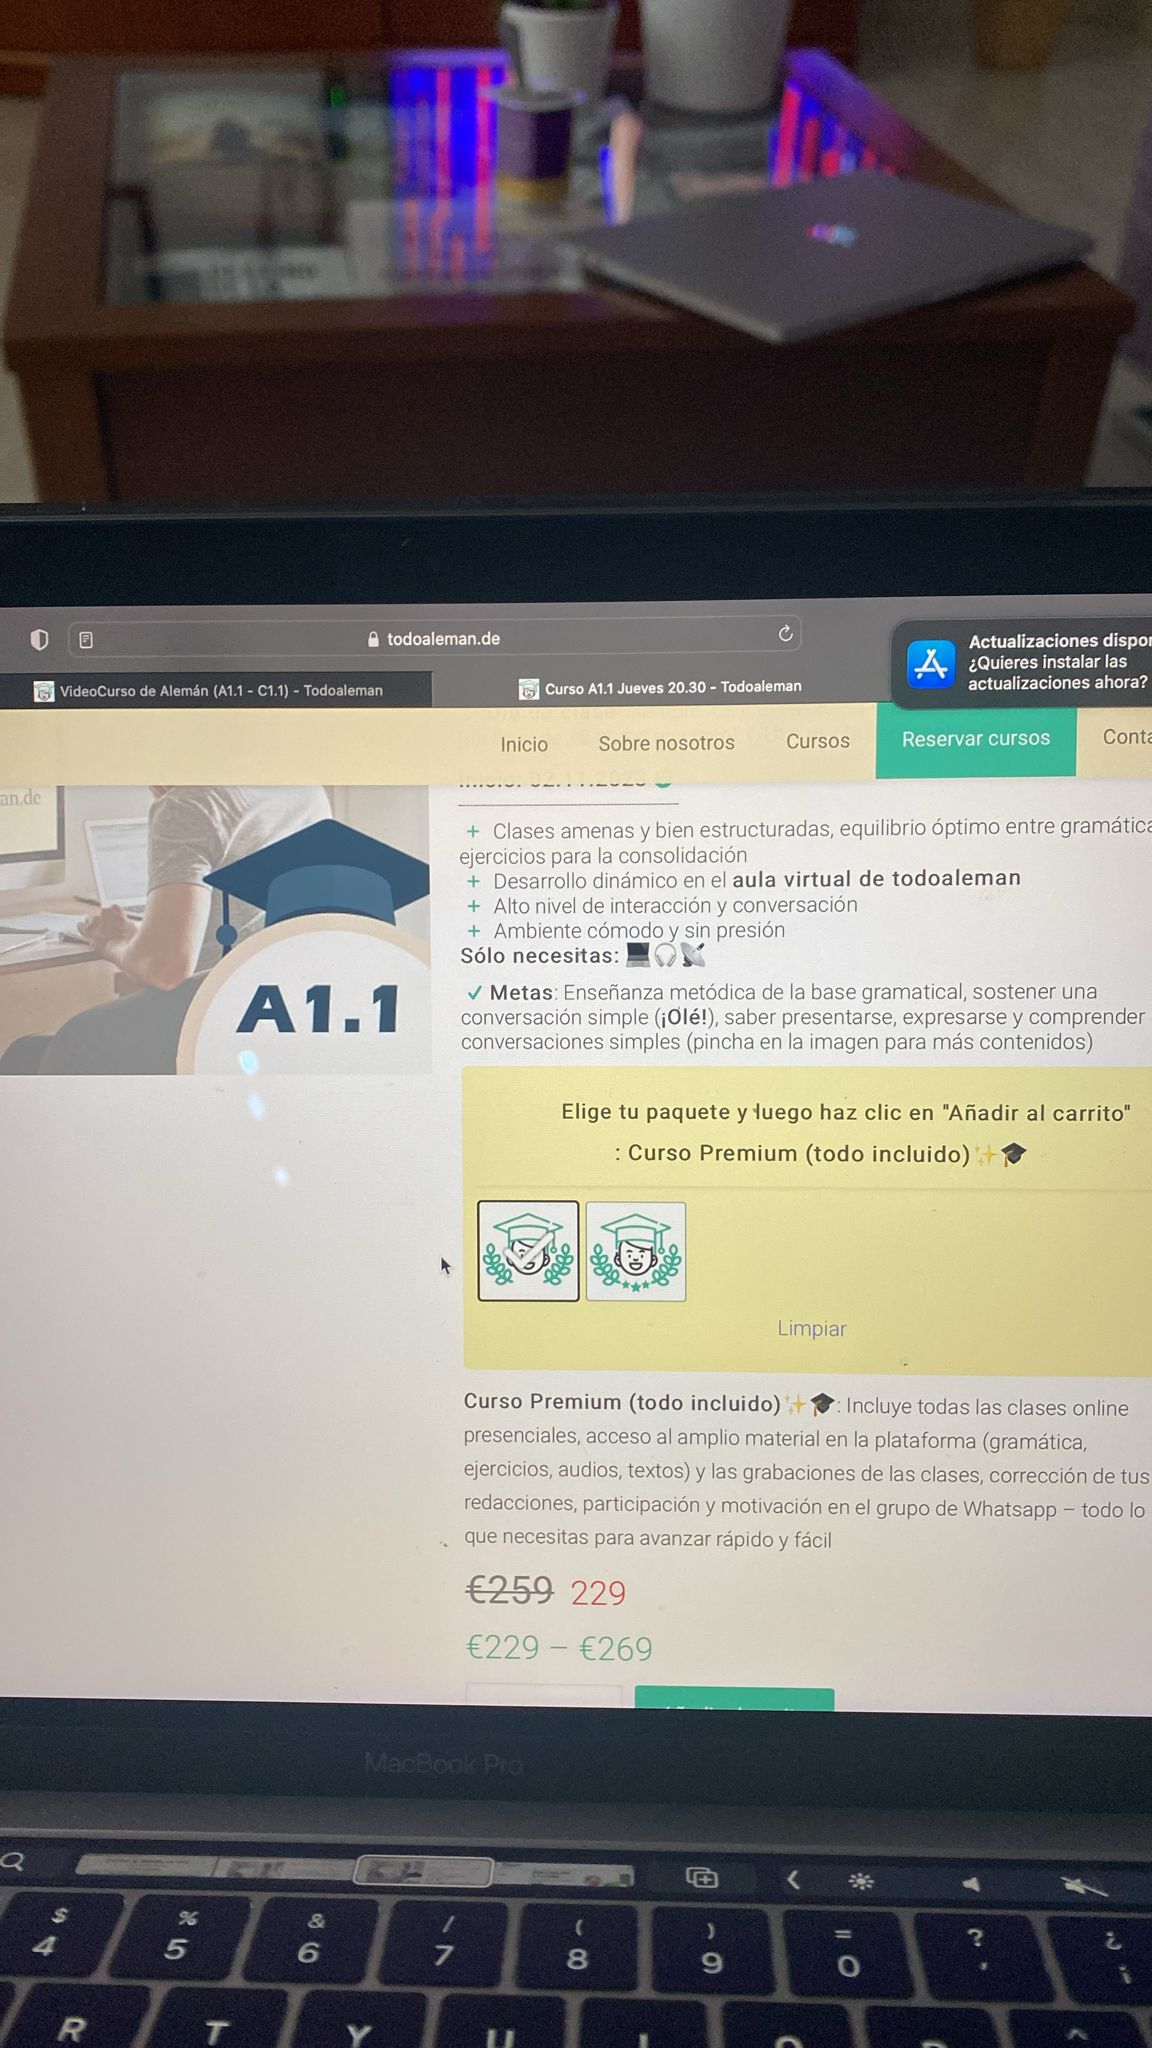 todoaleman.de
Actualizaciones
¿Quieres instalar las
actualizaciones ahora?
VideoCurso de Alemán (A1.1 - C1.1) - Todoaleman
Curso A1.1 Jueves 20.30 - Todoaleman
Inicio Sobre nosotros Cursos Reservar cursos
an.de
+ Clases amenas y bien estructuradas, equilibrio óptimo entre
ejercicios para la consolidación
+ Desarrollo dinámico en el aula virtual de todoaleman
+ Alto nivel de interacción y conversación
+ Ambiente cómodo y sin presión
Sólo necesitas: 💻🎧📡
A1.1
✓ Metas: Enseñanza metódica de la base gramatical, sostener una
conversación simple (¡Olé!), saber presentarse, expresarse y comprender
conversaciones simples (pincha en la imagen para más contenidos)
Elige tu paquete y luego haz clic en "Añadir al carrito"
: Curso Premium (todo incluido)✨🎓
Limpiar
Curso Premium (todo incluido)✨🎓: Incluye todas las clases online
presenciales, acceso al amplio material en la plataforma (gramática,
ejercicios, audios, textos) y las grabaciones de las clases, corrección de tus
redacciones, participación y motivación en el grupo de Whatsapp – todo lo
que necesitas para avanzar rápido y fácil
€259 229
€229 – €269
MacBook Pro
$ % & / ( ) = ? ¿
4 5 6 7 8 9 0 ' ¡
R T Y U